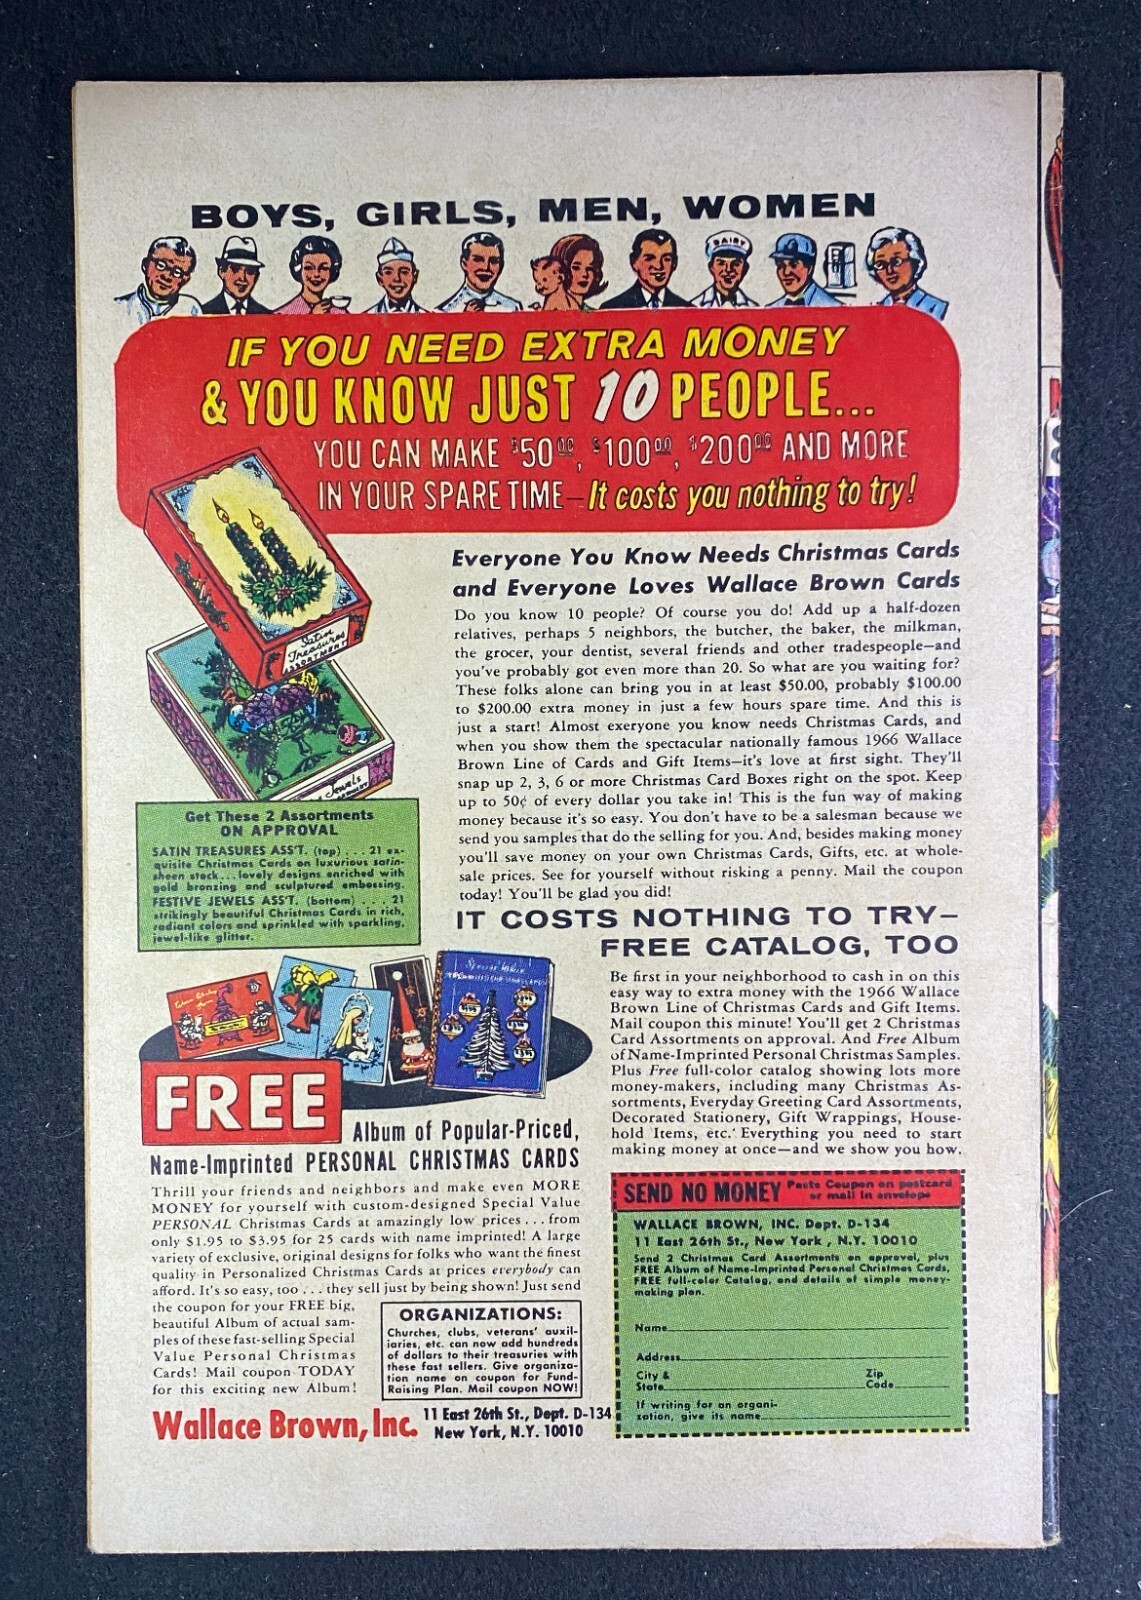 BOYS, GIRLS, MEN, WOMEN
DAIRY
IF YOU NEED EXTRA MONEY
& YOU KNOW JUST 10 PEOPLE...
YOU CAN MAKE $50.00, $100.00, $200.00 AND MORE
IN YOUR SPARE TIME—It costs you nothing to try!
Satin
Treasures
ASSORTMENT
Jewels
Everyone You Know Needs Christmas Cards
and Everyone Loves Wallace Brown Cards
Do you know 10 people? Of course you do! Add up a half-dozen
relatives, perhaps 5 neighbors, the butcher, the baker, the milkman,
the grocer, your dentist, several friends and other tradespeople—and
you've probably got even more than 20. So what are you waiting for?
These folks alone can bring you in at least $50.00, probably $100.00
to $200.00 extra money in just a few hours spare time. And this is
just a start! Almost exeryone you know needs Christmas Cards, and
when you show them the spectacular nationally famous 1966 Wallace
Brown Line of Cards and Gift Items—it's love at first sight. They'll
snap up 2, 3, 6 or more Christmas Card Boxes right on the spot. Keep
up to 50¢ of every dollar you take in! This is the fun way of making
money because it's so easy. You don't have to be a salesman because we
send you samples that do the selling for you. And, besides making money
you'll save money on your own Christmas Cards, Gifts, etc. at whole-
sale prices. See for yourself without risking a penny. Mail the coupon
today! You'll be glad you did!
Get These 2 Assortments
ON APPROVAL
SATIN TREASURES ASS'T. (top) . . . 21 ex-
quisite Christmas Cards on luxurious satin-
sheen stock . . . lovely designs enriched with
gold bronzing and sculptured embossing.
FESTIVE JEWELS ASS'T. (bottom) . . . 21
strikingly beautiful Christmas Cards in rich,
radiant colors and sprinkled with sparkling,
jewel-like glitter.
IT COSTS NOTHING TO TRY—
FREE CATALOG, TOO
Be first in your neighborhood to cash in on this
easy way to extra money with the 1966 Wallace
Brown Line of Christmas Cards and Gift Items.
Mail coupon this minute! You'll get 2 Christmas
Card Assortments on approval. And Free Album
of Name-Imprinted Personal Christmas Samples.
Plus Free full-color catalog showing lots more
money-makers, including many Christmas As-
sortments, Everyday Greeting Card Assortments,
Decorated Stationery, Gift Wrappings, House-
hold Items, etc. Everything you need to start
making money at once—and we show you how.
Special Value
FREE
Album of Popular-Priced,
Name-Imprinted PERSONAL CHRISTMAS CARDS
Thrill your friends and neighbors and make even MORE
MONEY for yourself with custom-designed Special Value
PERSONAL Christmas Cards at amazingly low prices . . . from
only $1.95 to $3.95 for 25 cards with name imprinted! A large
variety of exclusive, original designs for folks who want the finest
quality in Personalized Christmas Cards at prices everybody can
afford. It's so easy, too . . . they sell just by being shown! Just send
the coupon for your FREE big,
beautiful Album of actual sam-
ples of these fast-selling Special
Value Personal Christmas
Cards! Mail coupon TODAY
for this exciting new Album!
ORGANIZATIONS:
Churches, clubs, veterans' auxil-
iaries, etc. can now add hundreds
of dollars to their treasuries with
these fast sellers. Give organiza-
tion name on coupon for Fund-
Raising Plan. Mail coupon NOW!
Wallace Brown, Inc. 11 East 26th St., Dept. D-134
New York, N.Y. 10010
SEND NO MONEY Paste Coupon on postcard
or mail in envelope
WALLACE BROWN, INC. Dept. D-134
11 East 26th St., New York , N.Y. 10010
Send 2 Christmas Card Assortments on approval, plus
FREE Album of Name-Imprinted Personal Christmas Cards,
FREE full-color Catalog, and details of simple money-
making plan.
Name
Address
City & State Zip Code
If writing for an organi-
zation, give its name